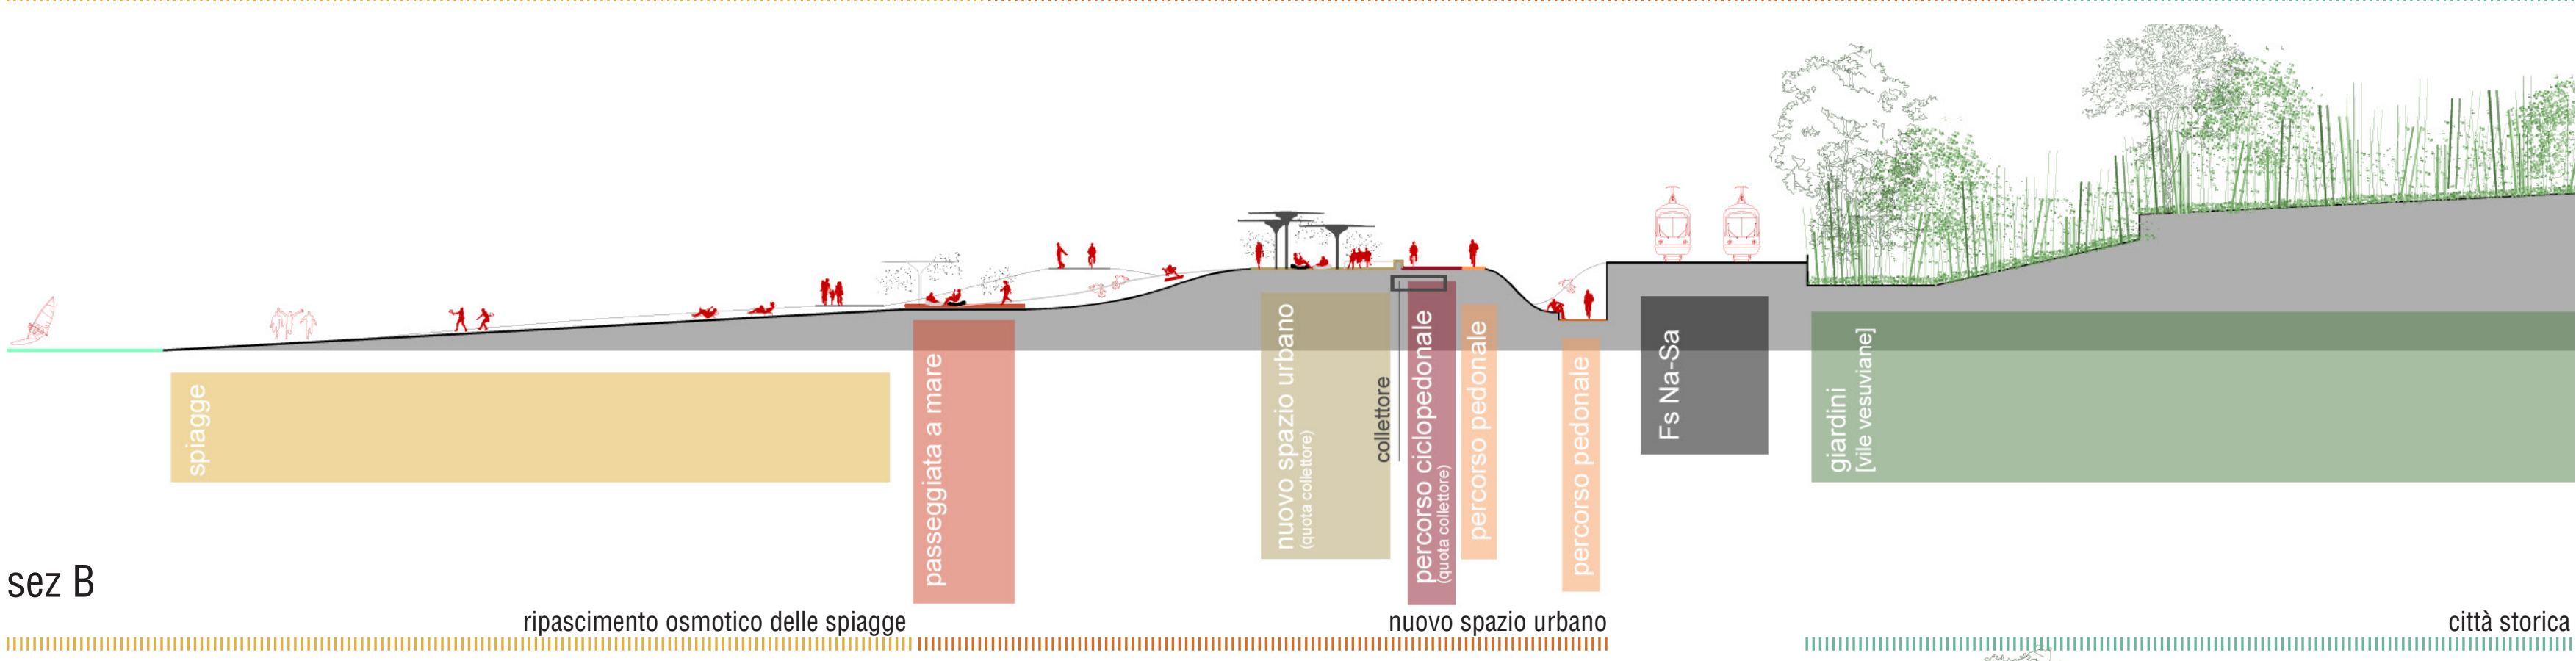 spiagge
passeggiata a mare
nuovo spazio urbano
(quota collettore)
collettore
percorso ciclopedonale
(quota collettore)
percorso pedonale
percorso pedonale
Fs Na-Sa
giardini
[vile vesuviane]
sez B
ripascimento osmotico delle spiagge
nuovo spazio urbano
città storica